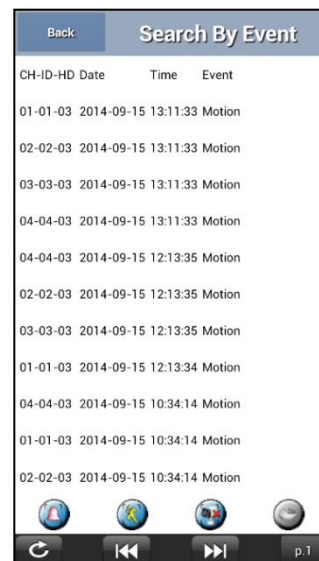 Back
Search By Event
CH-ID-HD Date Time Event
01-01-03 2014-09-15 13:11:33 Motion
02-02-03 2014-09-15 13:11:33 Motion
03-03-03 2014-09-15 13:11:33 Motion
04-04-03 2014-09-15 13:11:33 Motion
04-04-03 2014-09-15 12:13:35 Motion
02-02-03 2014-09-15 12:13:35 Motion
03-03-03 2014-09-15 12:13:35 Motion
01-01-03 2014-09-15 12:13:34 Motion
04-04-03 2014-09-15 10:34:14 Motion
01-01-03 2014-09-15 10:34:14 Motion
02-02-03 2014-09-15 10:34:14 Motion
p.1